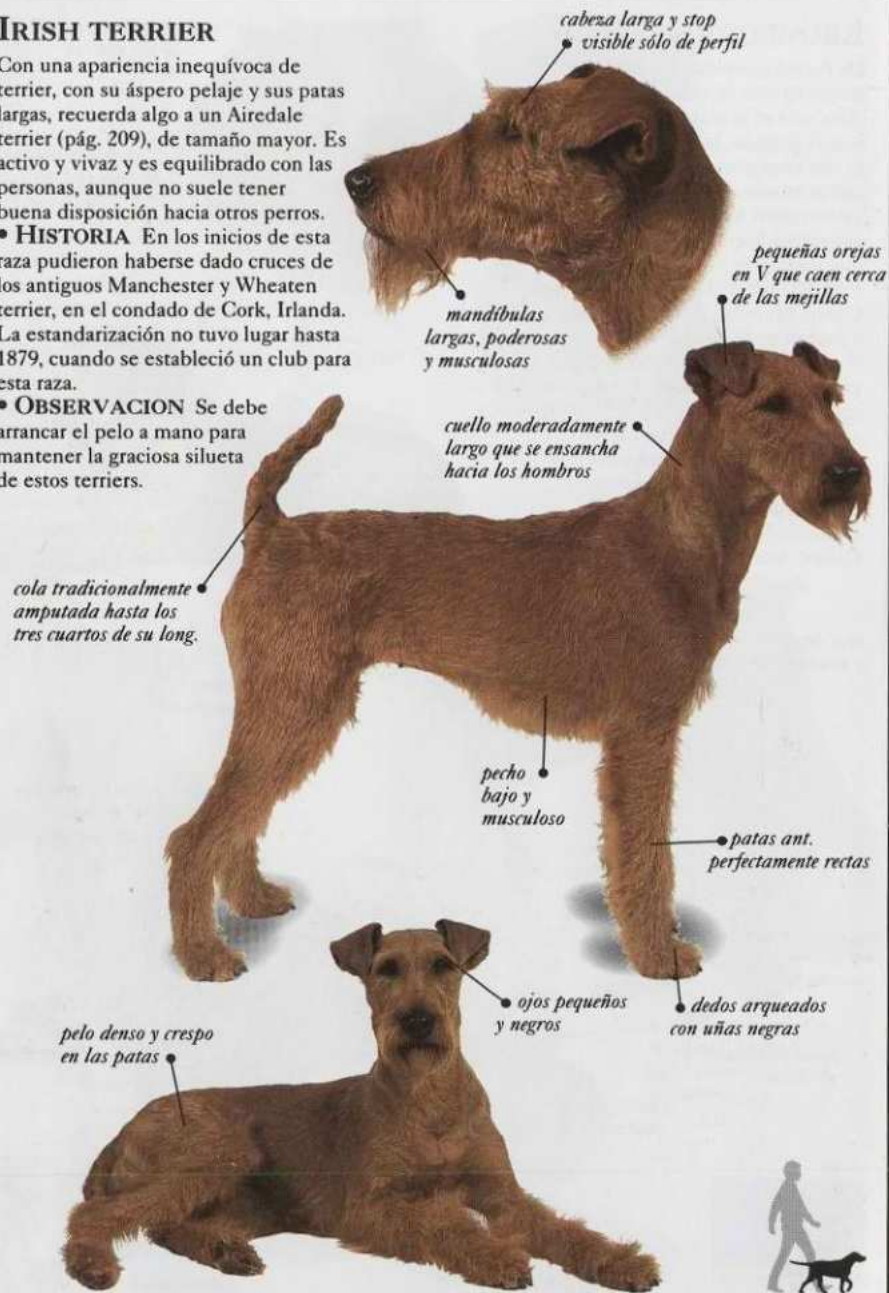 IRISH TERRIER
Con una apariencia inequívoca de
terrier, con su áspero pelaje y sus patas
largas, recuerda algo a un Airedale
terrier (pág. 209), de tamaño mayor. Es
activo y vivaz y es equilibrado con las
personas, aunque no suele tener
buena disposición hacia otros perros.
• HISTORIA En los inicios de esta
raza pudieron haberse dado cruces de
los antiguos Manchester y Wheaten
terrier, en el condado de Cork, Irlanda.
La estandarización no tuvo lugar hasta
1879, cuando se estableció un club para
esta raza.
• OBSERVACION Se debe
arrancar el pelo a mano para
mantener la graciosa silueta
de estos terriers.
cabeza larga y stop
visible sólo de perfil
mandíbulas
largas, poderosas
y musculosas
pequeñas orejas
en V que caen cerca
de las mejillas
cuello moderadamente
largo que se ensancha
hacia los hombros
cola tradicionalmente
amputada hasta los
tres cuartos de su long.
pecho
bajo y
musculoso
patas ant.
perfectamente rectas
ojos pequeños
y negros
dedos arqueados
con uñas negras
pelo denso y crespo
en las patas